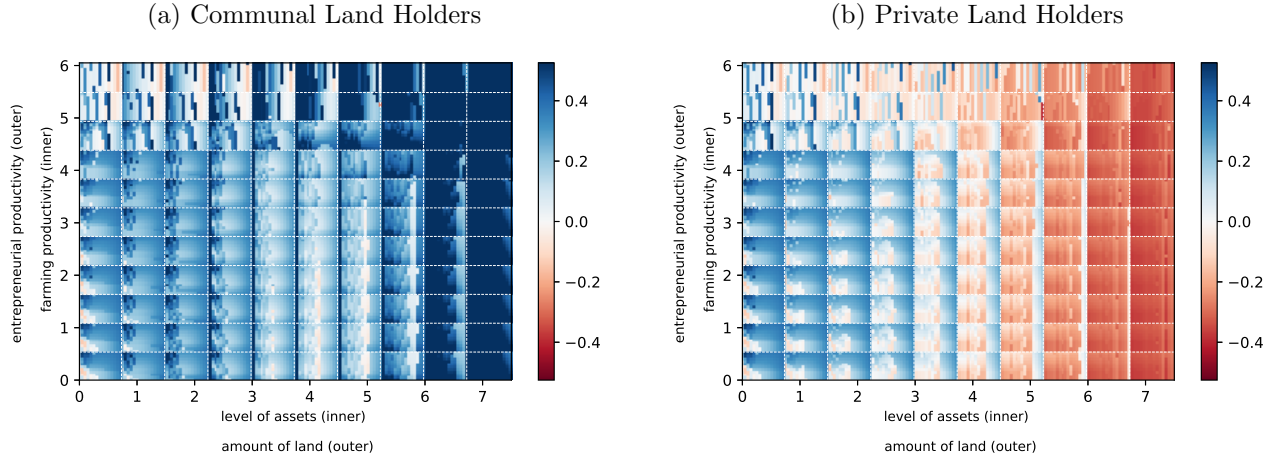 (a) Communal Land Holders
(b) Private Land Holders
entrepreneurial productivity (outer)
farming productivity (inner)
6
5
4
3
2
1
0
0 1 2 3 4 5 6 7
level of assets (inner)
amount of land (outer)
0.4
0.2
0.0
−0.2
−0.4
entrepreneurial productivity (outer)
farming productivity (inner)
6
5
4
3
2
1
0
0 1 2 3 4 5 6 7
level of assets (inner)
amount of land (outer)
0.4
0.2
0.0
−0.2
−0.4